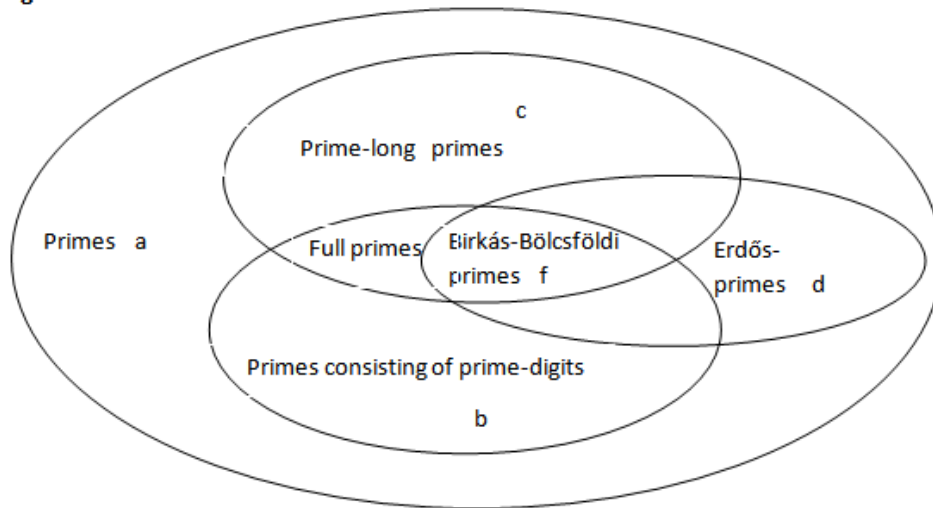 c
Prime-long primes
Primes a
Full primes
Birkás-Bölcsföldi
primes f
Erdős-
primes d
Primes consisting of prime-digits
b